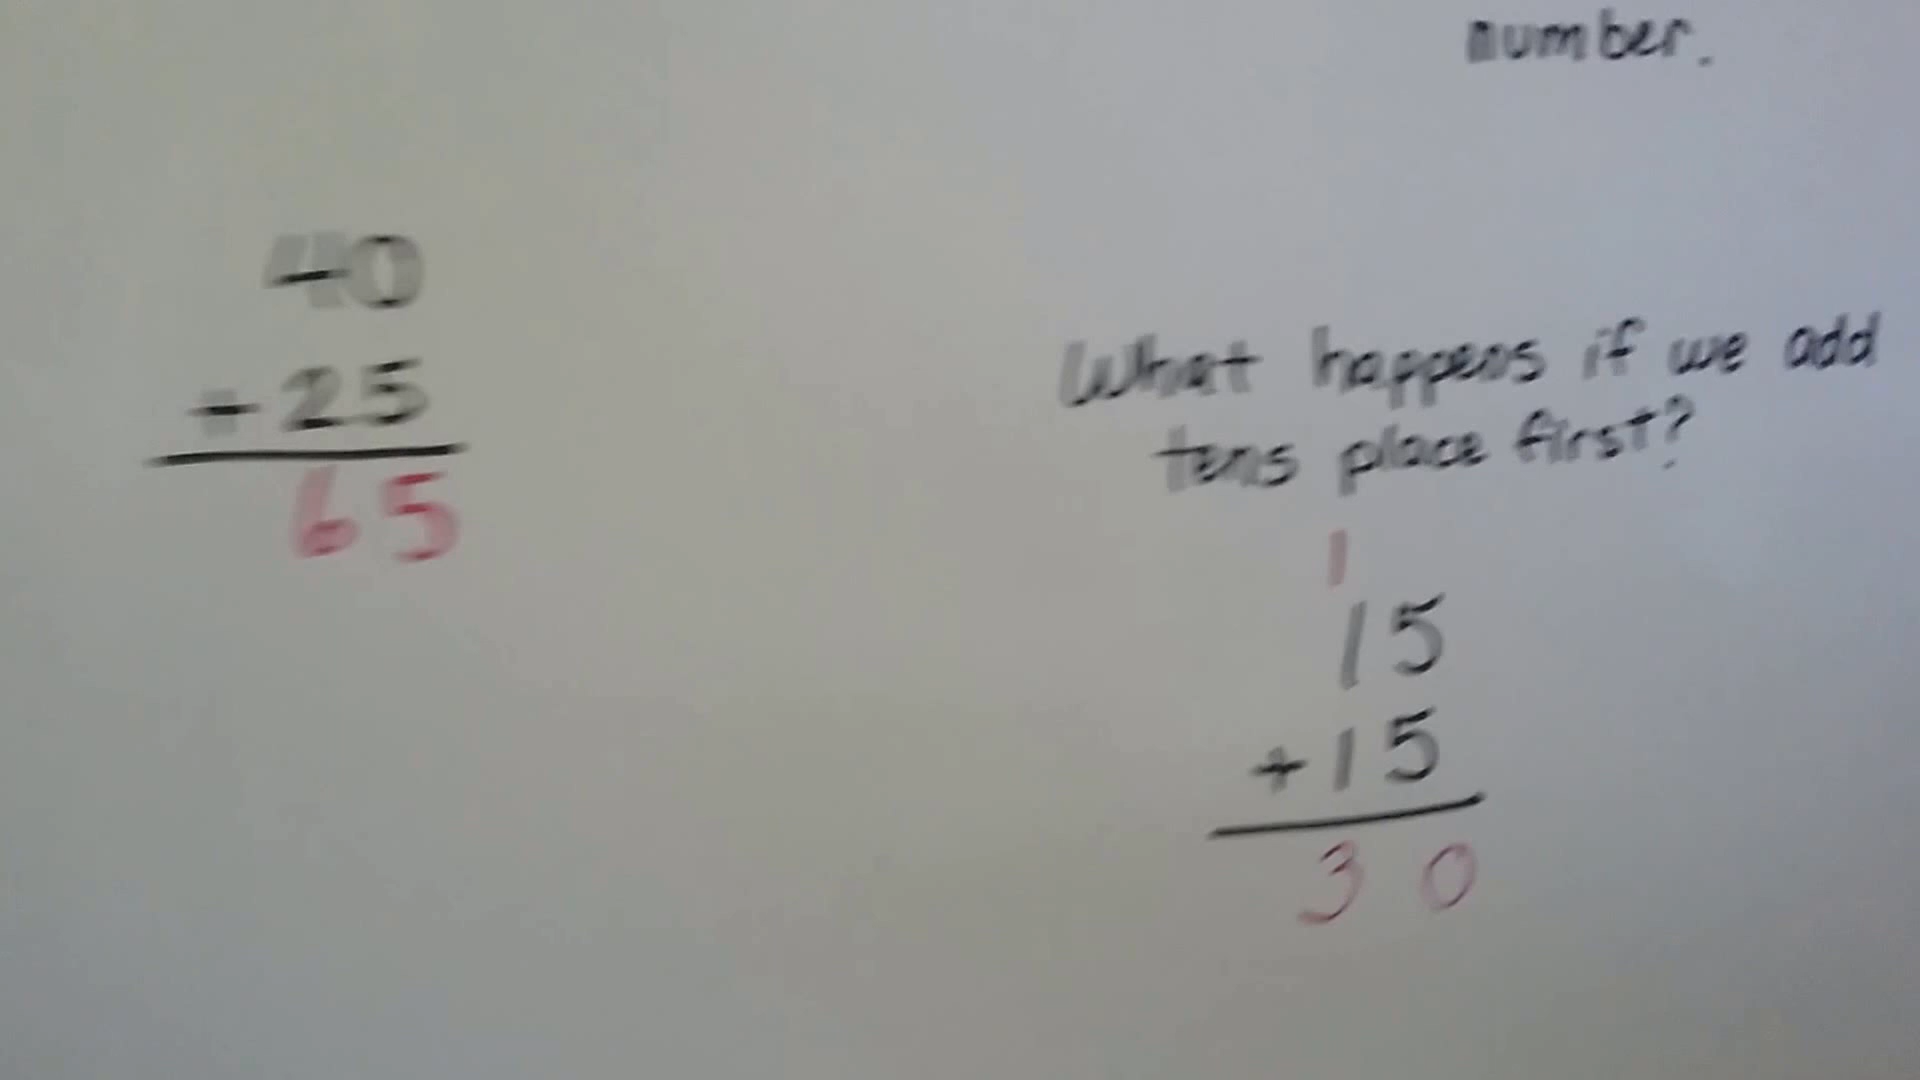 number.
40
+25
65
What happens if we add
tens place first?
1
15
+15
30